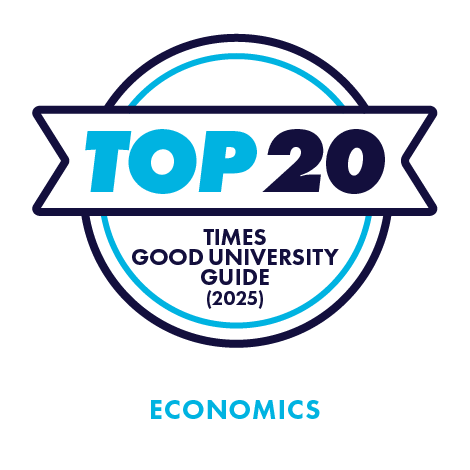 TOP 20
TIMES
GOOD UNIVERSITY
GUIDE
(2025)
ECONOMICS